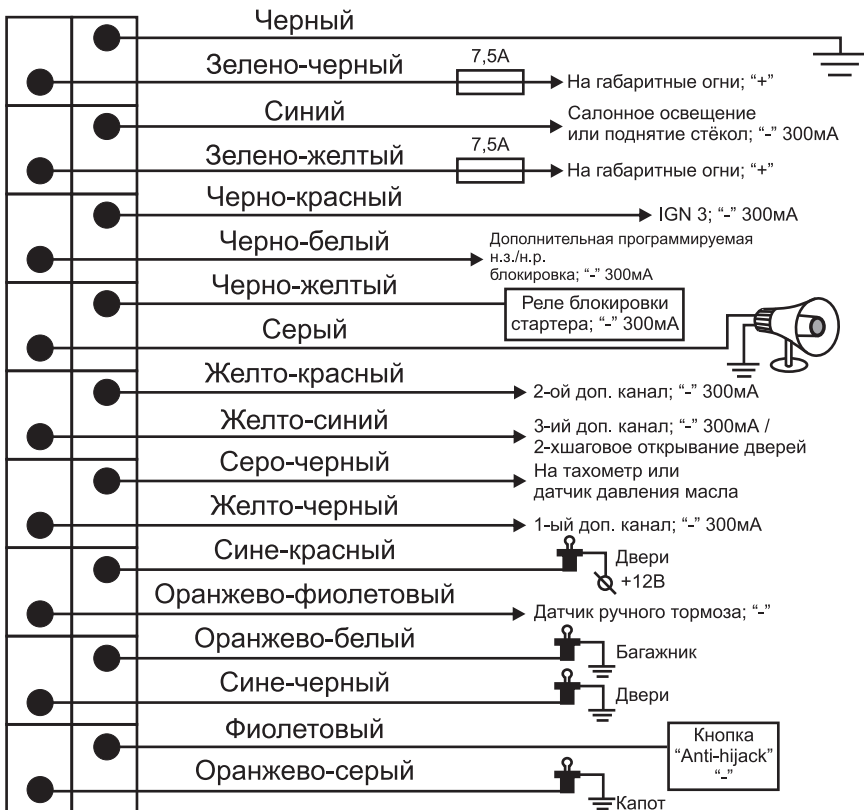 Черный
Зелено-черный
7,5А
На габаритные огни; “+”
Синий
Салонное освещение
или поднятие стёкол; “-” 300мА
Зелено-желтый
7,5А
На габаритные огни; “+”
Черно-красный
IGN 3; “-” 300мА
Черно-белый
Дополнительная программируемая
н.з./н.р.
блокировка; “-” 300мА
Черно-желтый
Реле блокировки
стартера; “-” 300мА
Серый
Желто-красный
2-ой доп. канал; “-” 300мА
Желто-синий
3-ий доп. канал; “-” 300мА /
2-хшаговое открывание дверей
Серо-черный
На тахометр или
датчик давления масла
Желто-черный
1-ый доп. канал; “-” 300мА
Сине-красный
Двери
+12В
Оранжево-фиолетовый
Датчик ручного тормоза; “-”
Оранжево-белый
Багажник
Сине-черный
Двери
Фиолетовый
Кнопка
“Anti-hijack”
“-”
Оранжево-серый
Капот